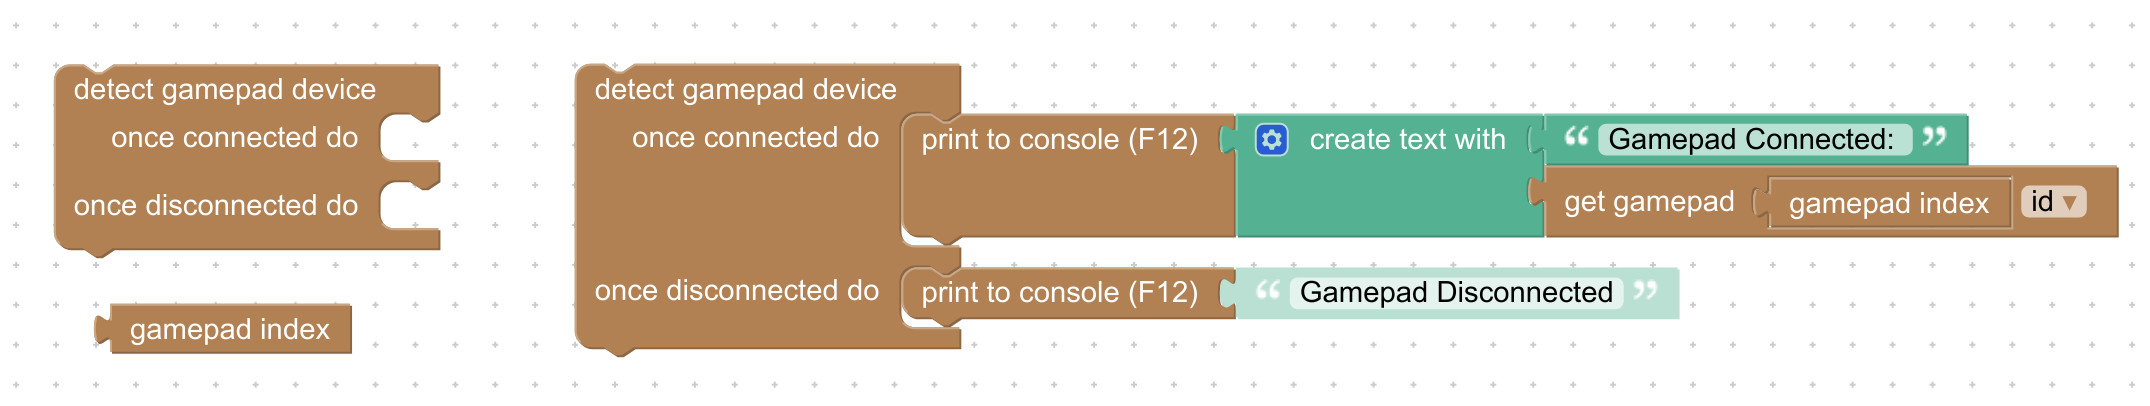 detect gamepad device
once connected do
once disconnected do
gamepad index
detect gamepad device
once connected do print to console (F12) create text with “ Gamepad Connected: ”
get gamepad gamepad index id ▾
once disconnected do print to console (F12) “ Gamepad Disconnected ”